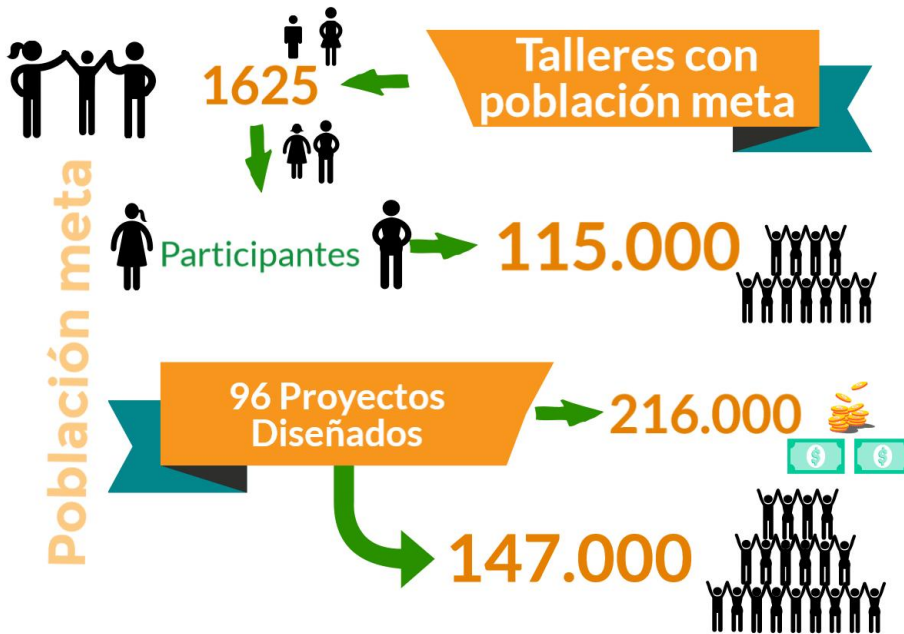 Talleres con
población meta
1625
Participantes
115.000
Población meta
96 Proyectos
Diseñados
216.000
$ $
147.000